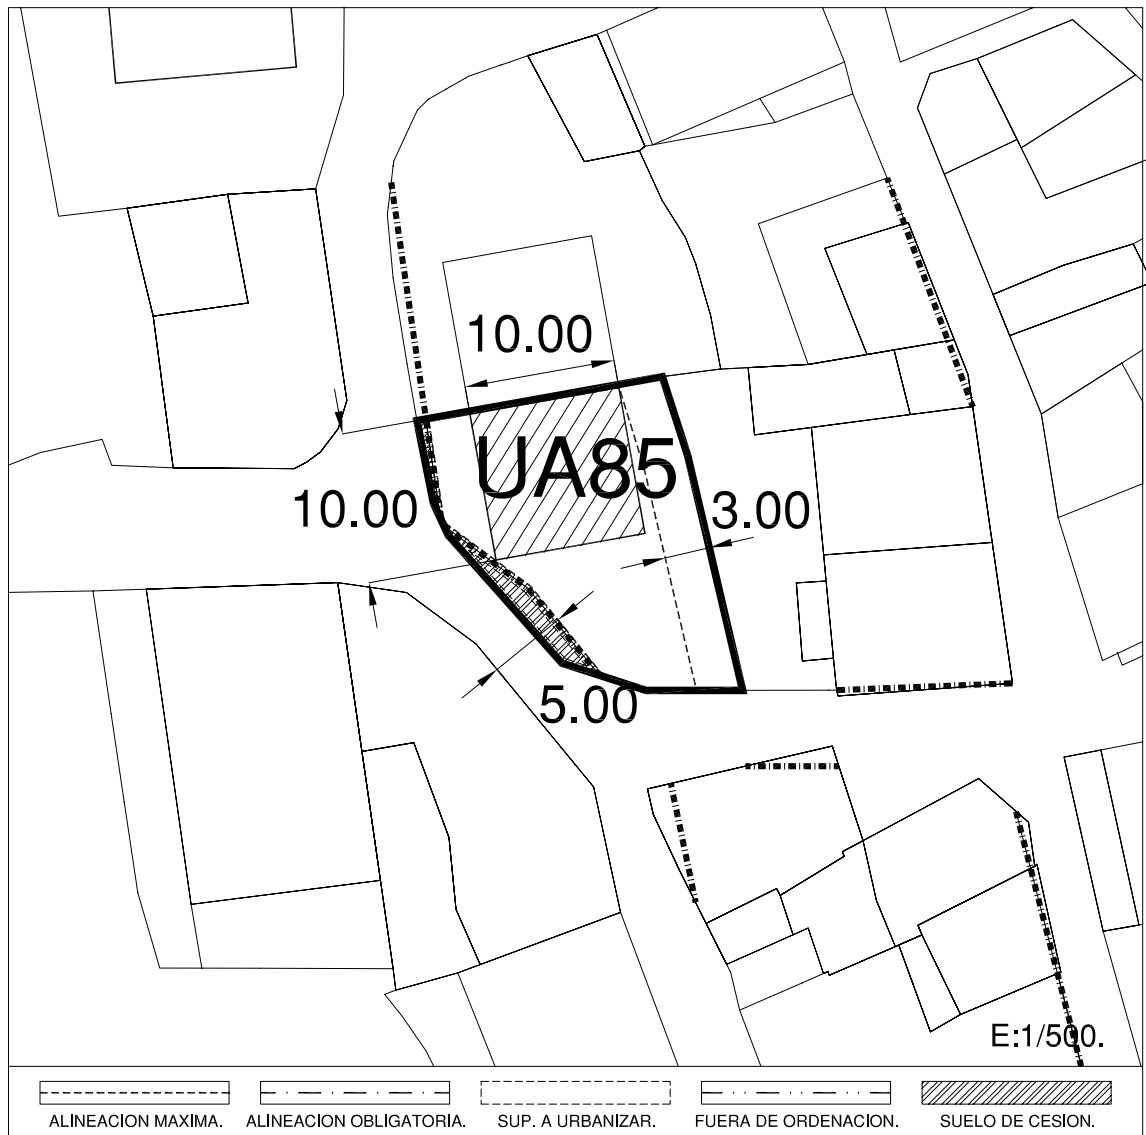 10.00
UA85
10.00
3.00
5.00
E:1/500.
ALINEACION MAXIMA.
ALINEACION OBLIGATORIA.
SUP. A URBANIZAR.
FUERA DE ORDENACION.
SUELO DE CESION.